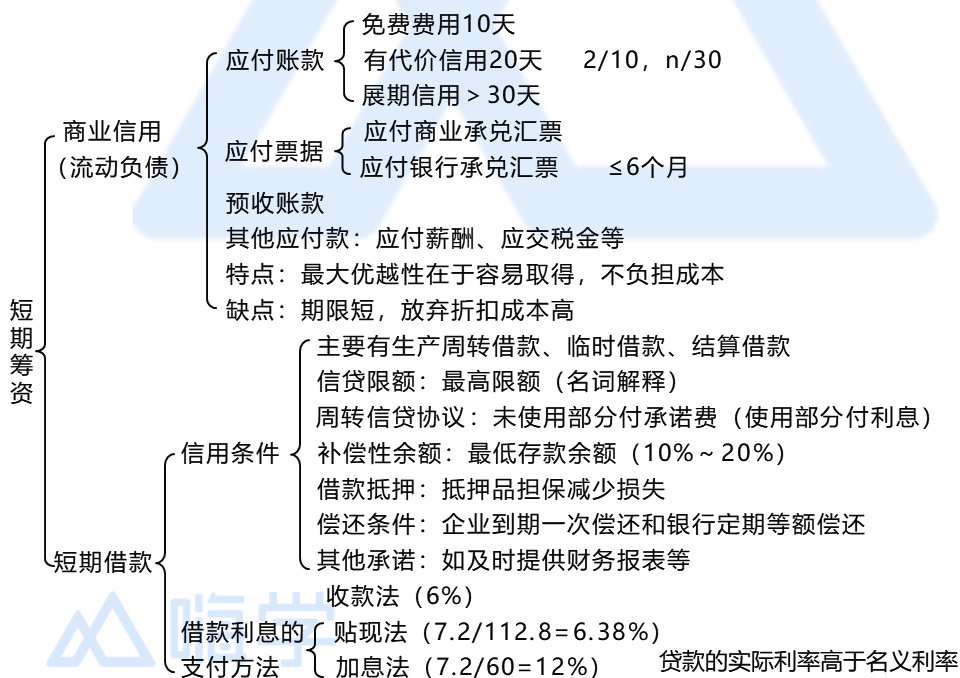 免费费用10天
应付账款
有代价信用20天 2/10，n/30
展期信用＞30天
商业信用
（流动负债）
应付商业承兑汇票
应付票据
应付银行承兑汇票 ≤6个月
预收账款
其他应付款：应付薪酬、应交税金等
特点：最大优越性在于容易取得，不负担成本
缺点：期限短，放弃折扣成本高
短期筹资
主要有生产周转借款、临时借款、结算借款
信贷限额：最高限额（名词解释）
周转信贷协议：未使用部分付承诺费（使用部分付利息）
信用条件
补偿性余额：最低存款余额（10%～20%）
借款抵押：抵押品担保减少损失
偿还条件：企业到期一次偿还和银行定期等额偿还
其他承诺：如及时提供财务报表等
短期借款
收款法（6%）
借款利息的
支付方法
贴现法（7.2/112.8=6.38%）
加息法（7.2/60=12%）
贷款的实际利率高于名义利率
嗨学